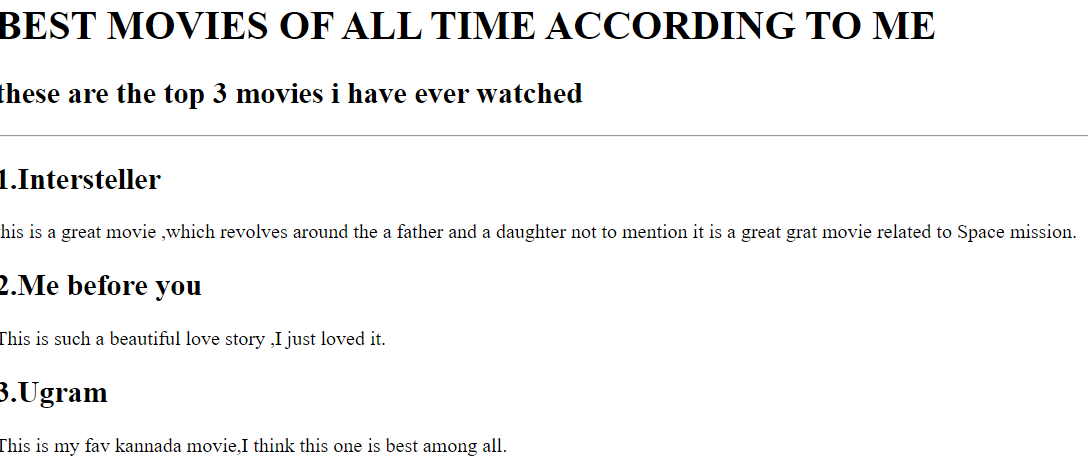 BEST MOVIES OF ALL TIME ACCORDING TO ME
these are the top 3 movies i have ever watched
1.Intersteller
this is a great movie ,which revolves around the a father and a daughter not to mention it is a great grat movie related to Space mission.
2.Me before you
This is such a beautiful love story ,I just loved it.
3.Ugram
This is my fav kannada movie,I think this one is best among all.